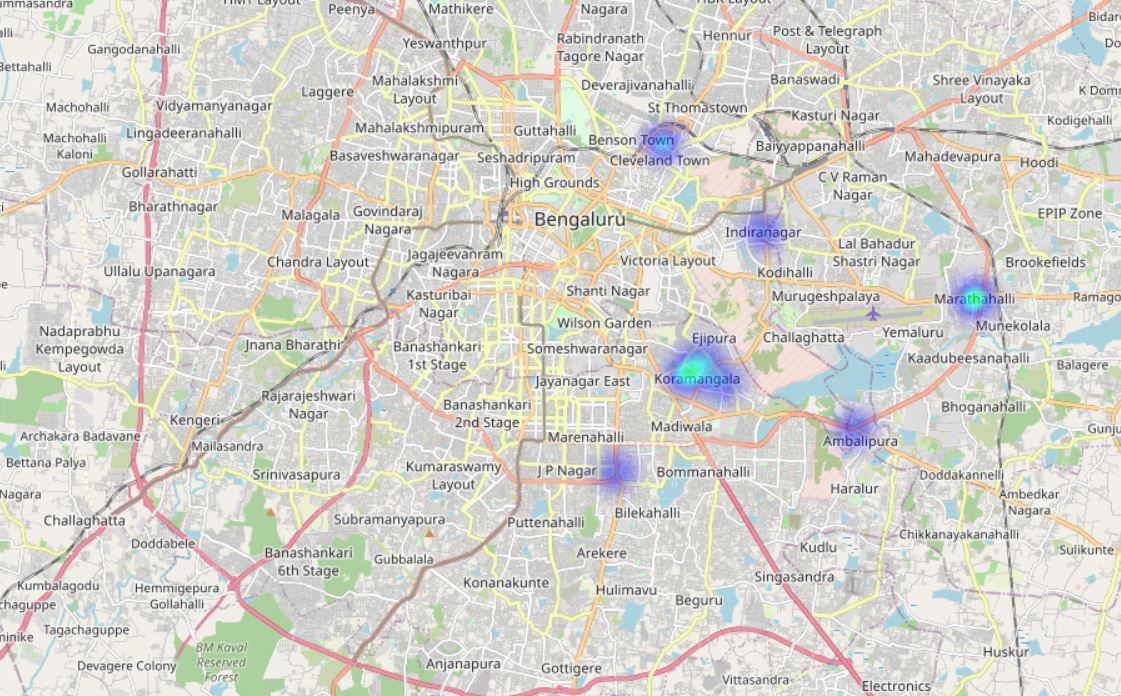 Peenya
Mathikere
Nagara
Hennur
Post & Telegraph
Layout
Gangodanahalli
Yeswanthpur
Rabindranath
Tagore Nagar
Banaswadi
Shree Vinayaka
Layout
Bettahalli
Machohalli
Vidyamanyanagar
Laggere
Mahalakshmi
Layout
Deverajivanahalli
St Thomastown
Kasturi Nagar
Kodigehalli
Machohalli
Kaloni
Lingadeeranahalli
Mahalakshmipuram
Guttahalli
Benson Town
Baiyyappanahalli
Gollarahatti
Basaveshwaranagar
Seshadripuram
Cleveland Town
Mahadevapura
Hoodi
High Grounds
C V Raman
Nagar
Bharathnagar
Malagala
Govindaraj
Nagara
Bengaluru
Indiranagar
EPIP Zone
Ullalu Upanagara
Chandra Layout
Jagajeevanram
Nagara
Victoria Layout
Kodihalli
Lal Bahadur
Shastri Nagar
Brookefields
Kasturibai
Nagar
Shanti Nagar
Murugeshpalaya
Marathahalli
Ramago
Nadaprabhu
Kempegowda
Layout
Jnana Bharathi
Wilson Garden
Ejipura
Challaghatta
Yemaluru
Munekolala
Banashankari
1st Stage
Someshwaranagar
Kaadubeesanahalli
Balagere
Rajarajeshwari
Nagar
Jayanagar East
Koramangala
Bhoganahalli
Kengeri
Banashankari
2nd Stage
Madiwala
Archakara Badavane
Mailasandra
Marenahalli
Ambalipura
Gunju
Bettana Palya
Srinivasapura
Kumaraswamy
Layout
J P Nagar
Bommanahalli
Doddakannelli
Nagara
Haralur
Ambedkar
Nagara
Challaghatta
Subramanyapura
Puttenahalli
Bilekahalli
Chikkanayakanahalli
Doddabele
Banashankari
6th Stage
Gubbalala
Arekere
Kudlu
Sulikunte
Kumbalagodu
Hemmigepura
Gollahalli
Konanakunte
Hulimavu
Singasandra
chaguppe
Beguru
Tagachaguppe
BM Kaval
Reserved
Forest
Huskur
Devagere Colony
Anjanapura
Gottigere
Vittasandra
Electronics